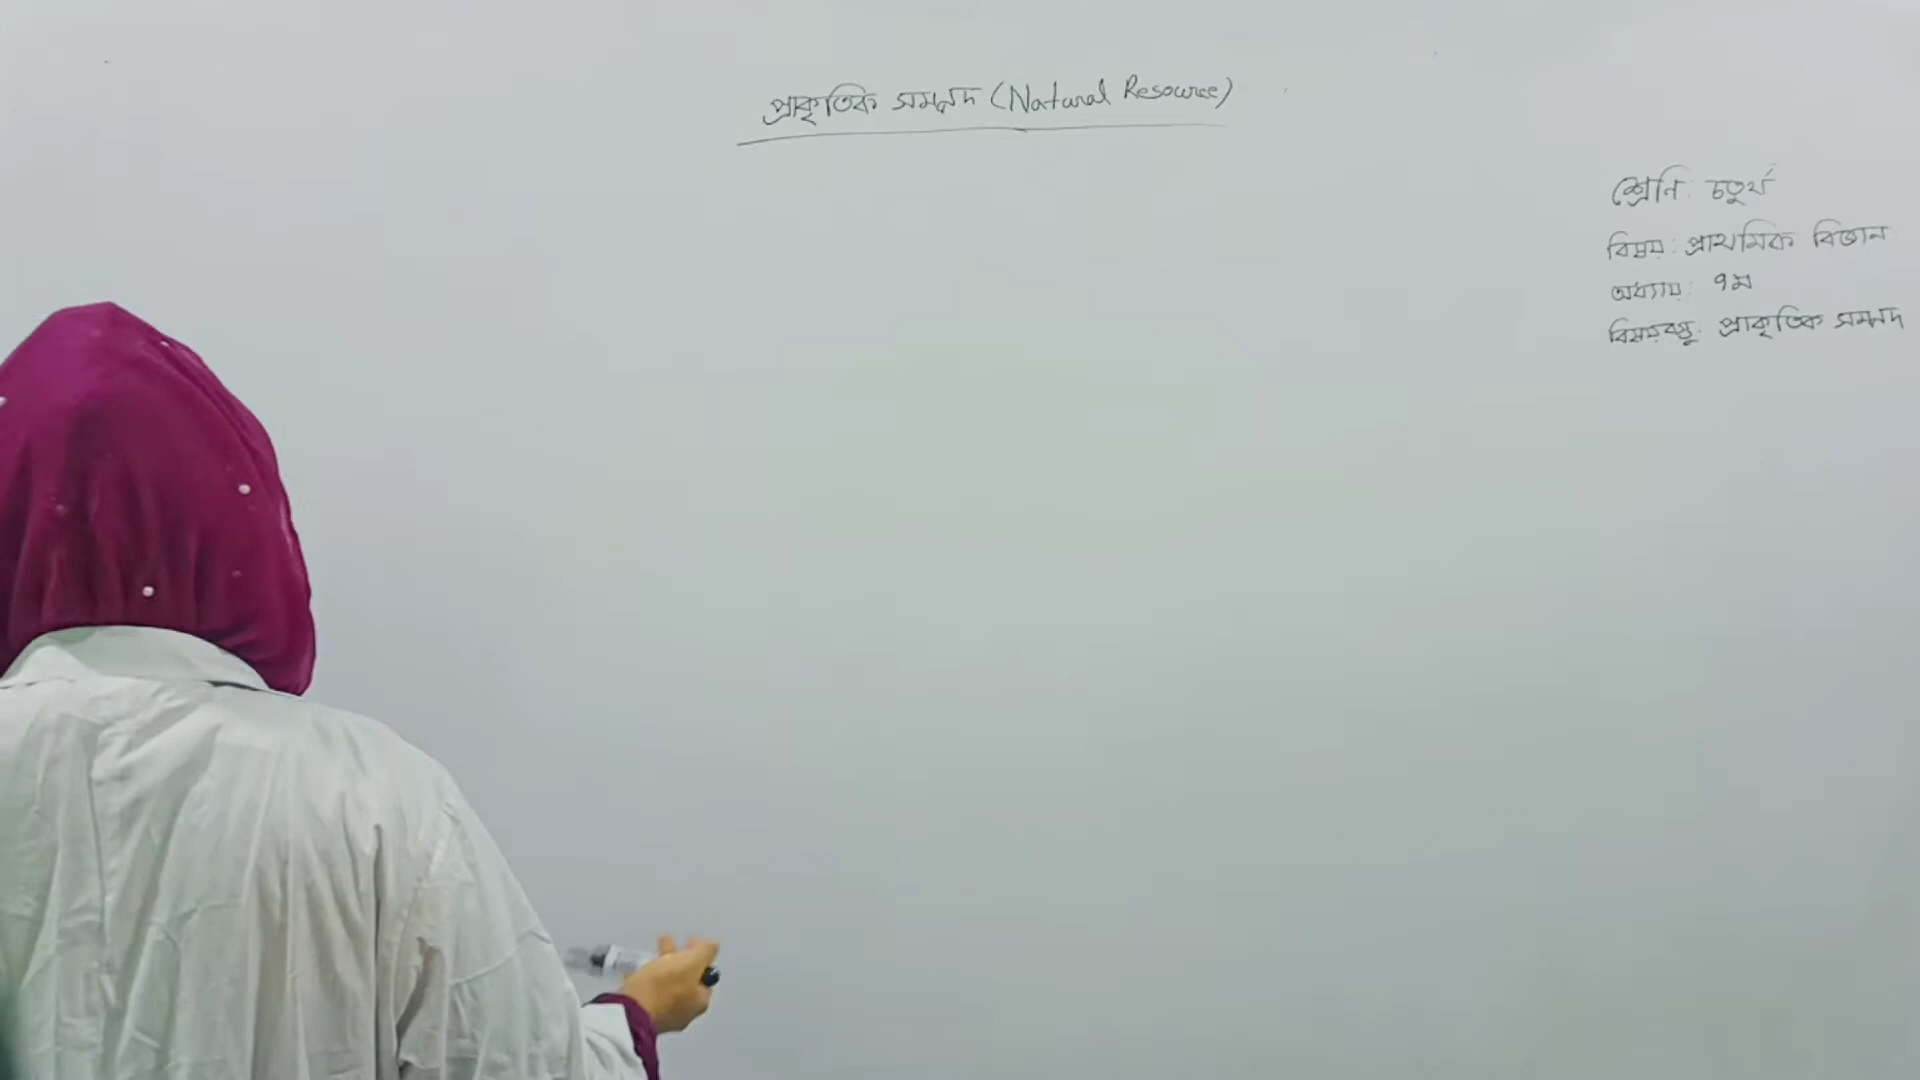 প্রাকৃতিক সম্পদ (Natural Resource)
শ্রেণি: চতুর্থ
বিষয়: প্রাথমিক বিজ্ঞান
অধ্যায়: ৭ম
বিষয়বস্তু: প্রাকৃতিক সম্পদ